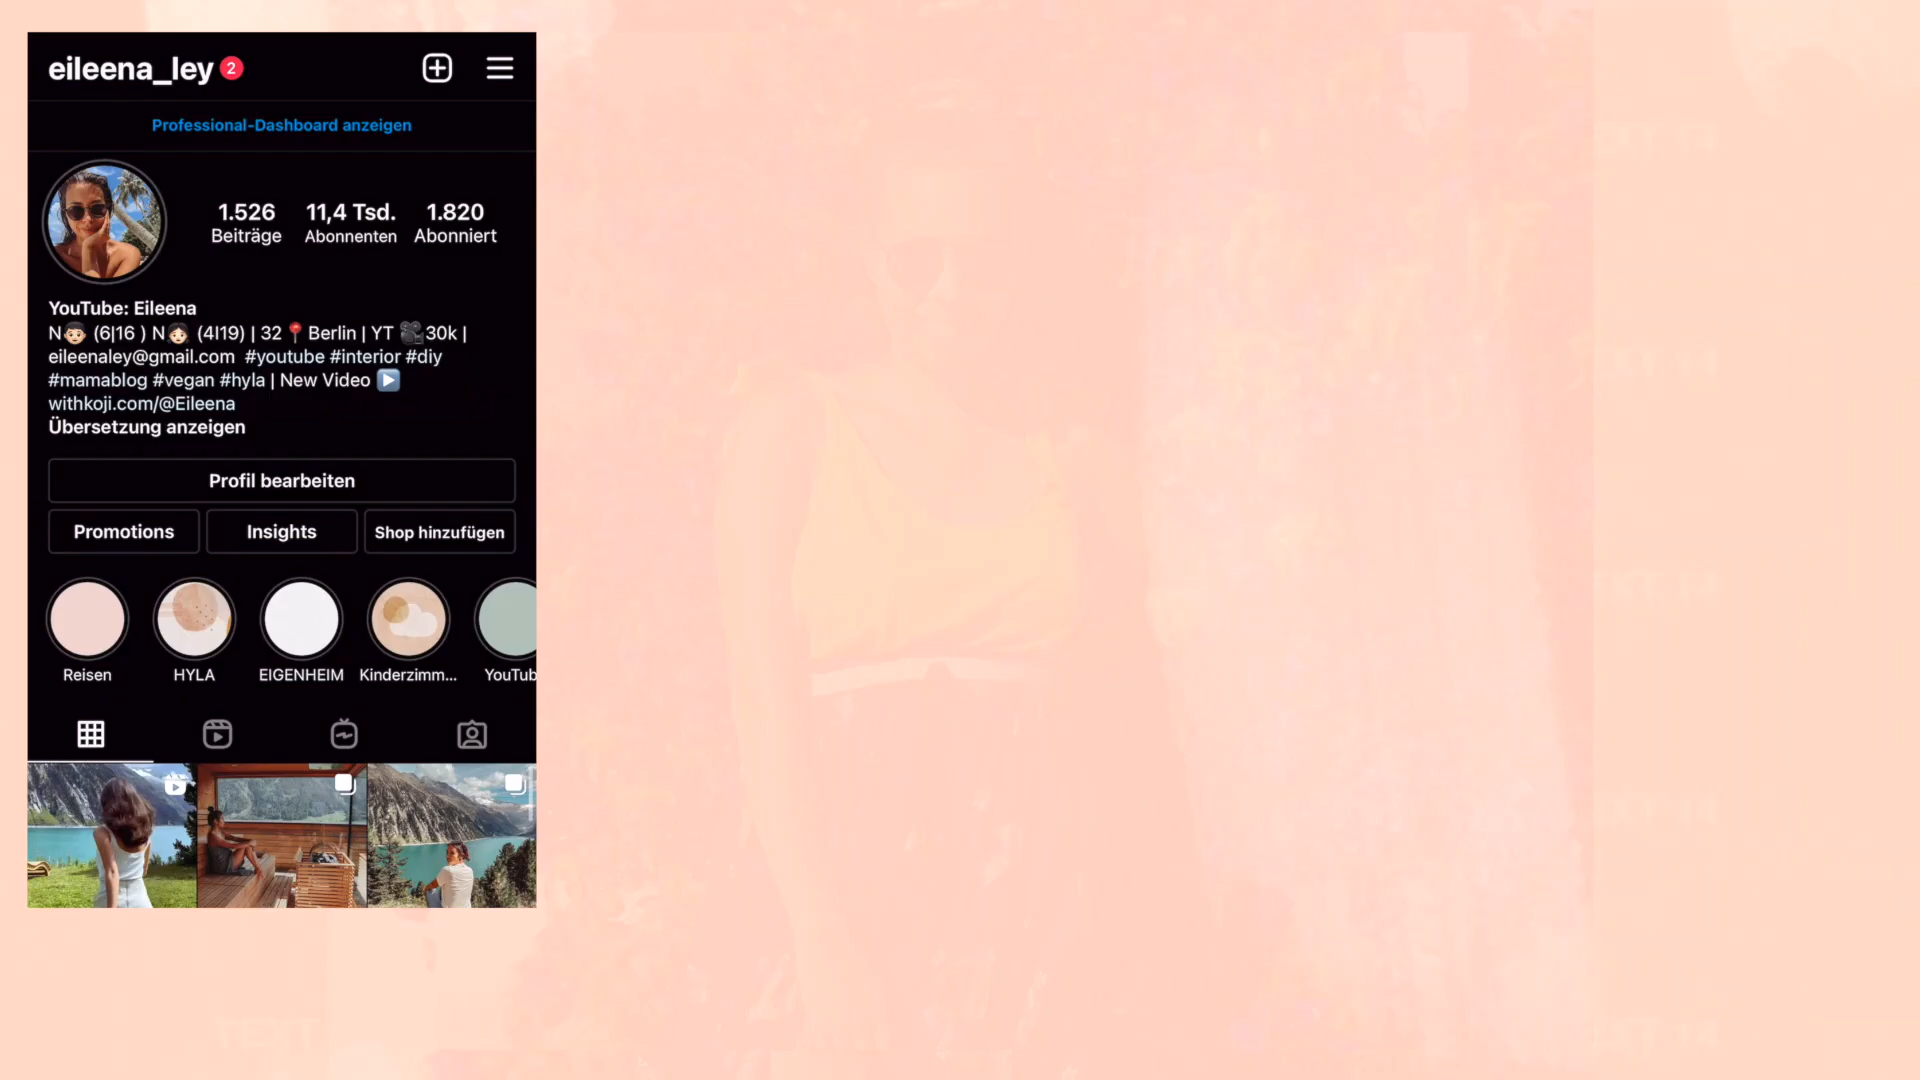 eileena_ley 2
Professional-Dashboard anzeigen
1.526 11,4 Tsd. 1.820
Beiträge Abonnenten Abonniert
YouTube: Eileena
N👦🏻 (6|16 ) N👧🏻 (4I19) | 32📍Berlin | YT 🎥30k |
eileenaley@gmail.com #youtube #interior #diy
#mamablog #vegan #hyla | New Video ▶️
withkoji.com/@Eileena
Übersetzung anzeigen
Profil bearbeiten
Promotions Insights Shop hinzufügen
Reisen HYLA EIGENHEIM Kinderzimm... YouTub